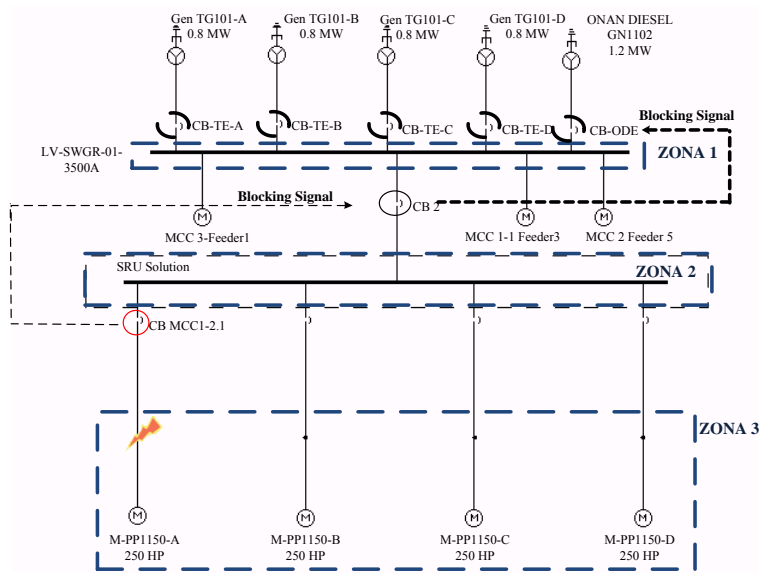 Gen TG101-A
0.8 MW
Gen TG101-B
0.8 MW
Gen TG101-C
0.8 MW
Gen TG101-D
0.8 MW
ONAN DIESEL
GN1102
1.2 MW
CB-TE-A
CB-TE-B
CB-TE-C
CB-TE-D
CB-ODE
Blocking Signal
LV-SWGR-01-
3500A
ZONA 1
Blocking Signal
CB 2
M
M
M
MCC 3-Feeder1
MCC 1-1 Feeder3
MCC 2 Feeder 5
SRU Solution
ZONA 2
CB MCC1-2.1
ZONA 3
M
M
M
M
M-PP1150-A
250 HP
M-PP1150-B
250 HP
M-PP1150-C
250 HP
M-PP1150-D
250 HP